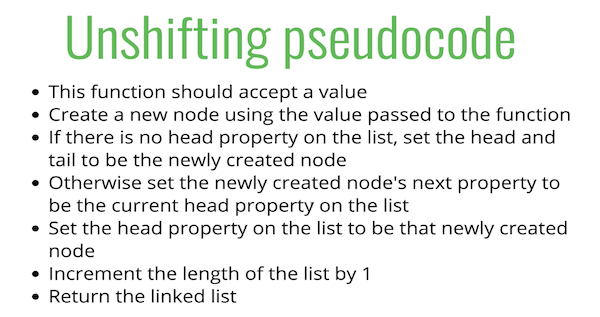 Unshifting pseudocode
• This function should accept a value
• Create a new node using the value passed to the function
• If there is no head property on the list, set the head and
tail to be the newly created node
• Otherwise set the newly created node's next property to
be the current head property on the list
• Set the head property on the list to be that newly created
node
• Increment the length of the list by 1
• Return the linked list